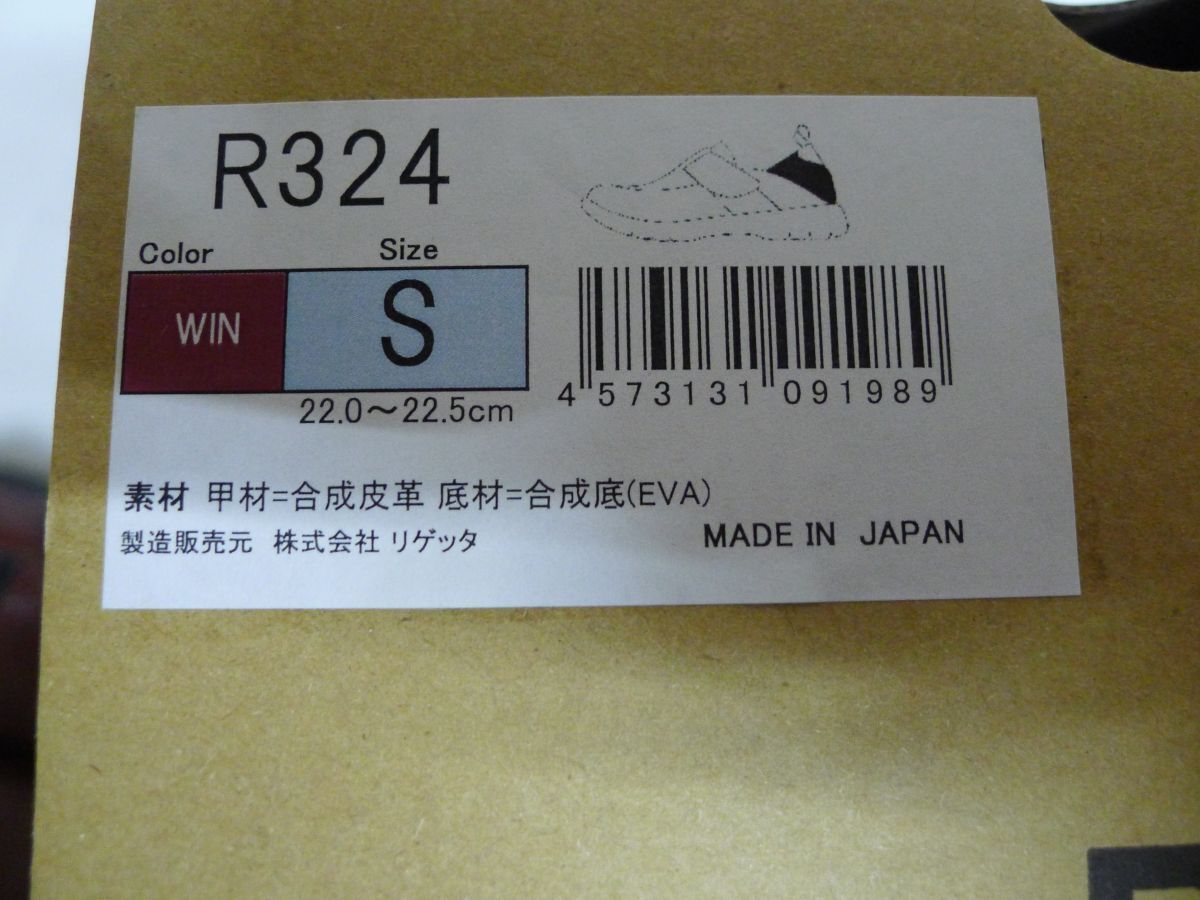 R324
Color Size
WIN S
22.0～22.5cm
4 573131 091989
素材 甲材=合成皮革 底材=合成底(EVA)
製造販売元 株式会社 リゲッタ MADE IN JAPAN